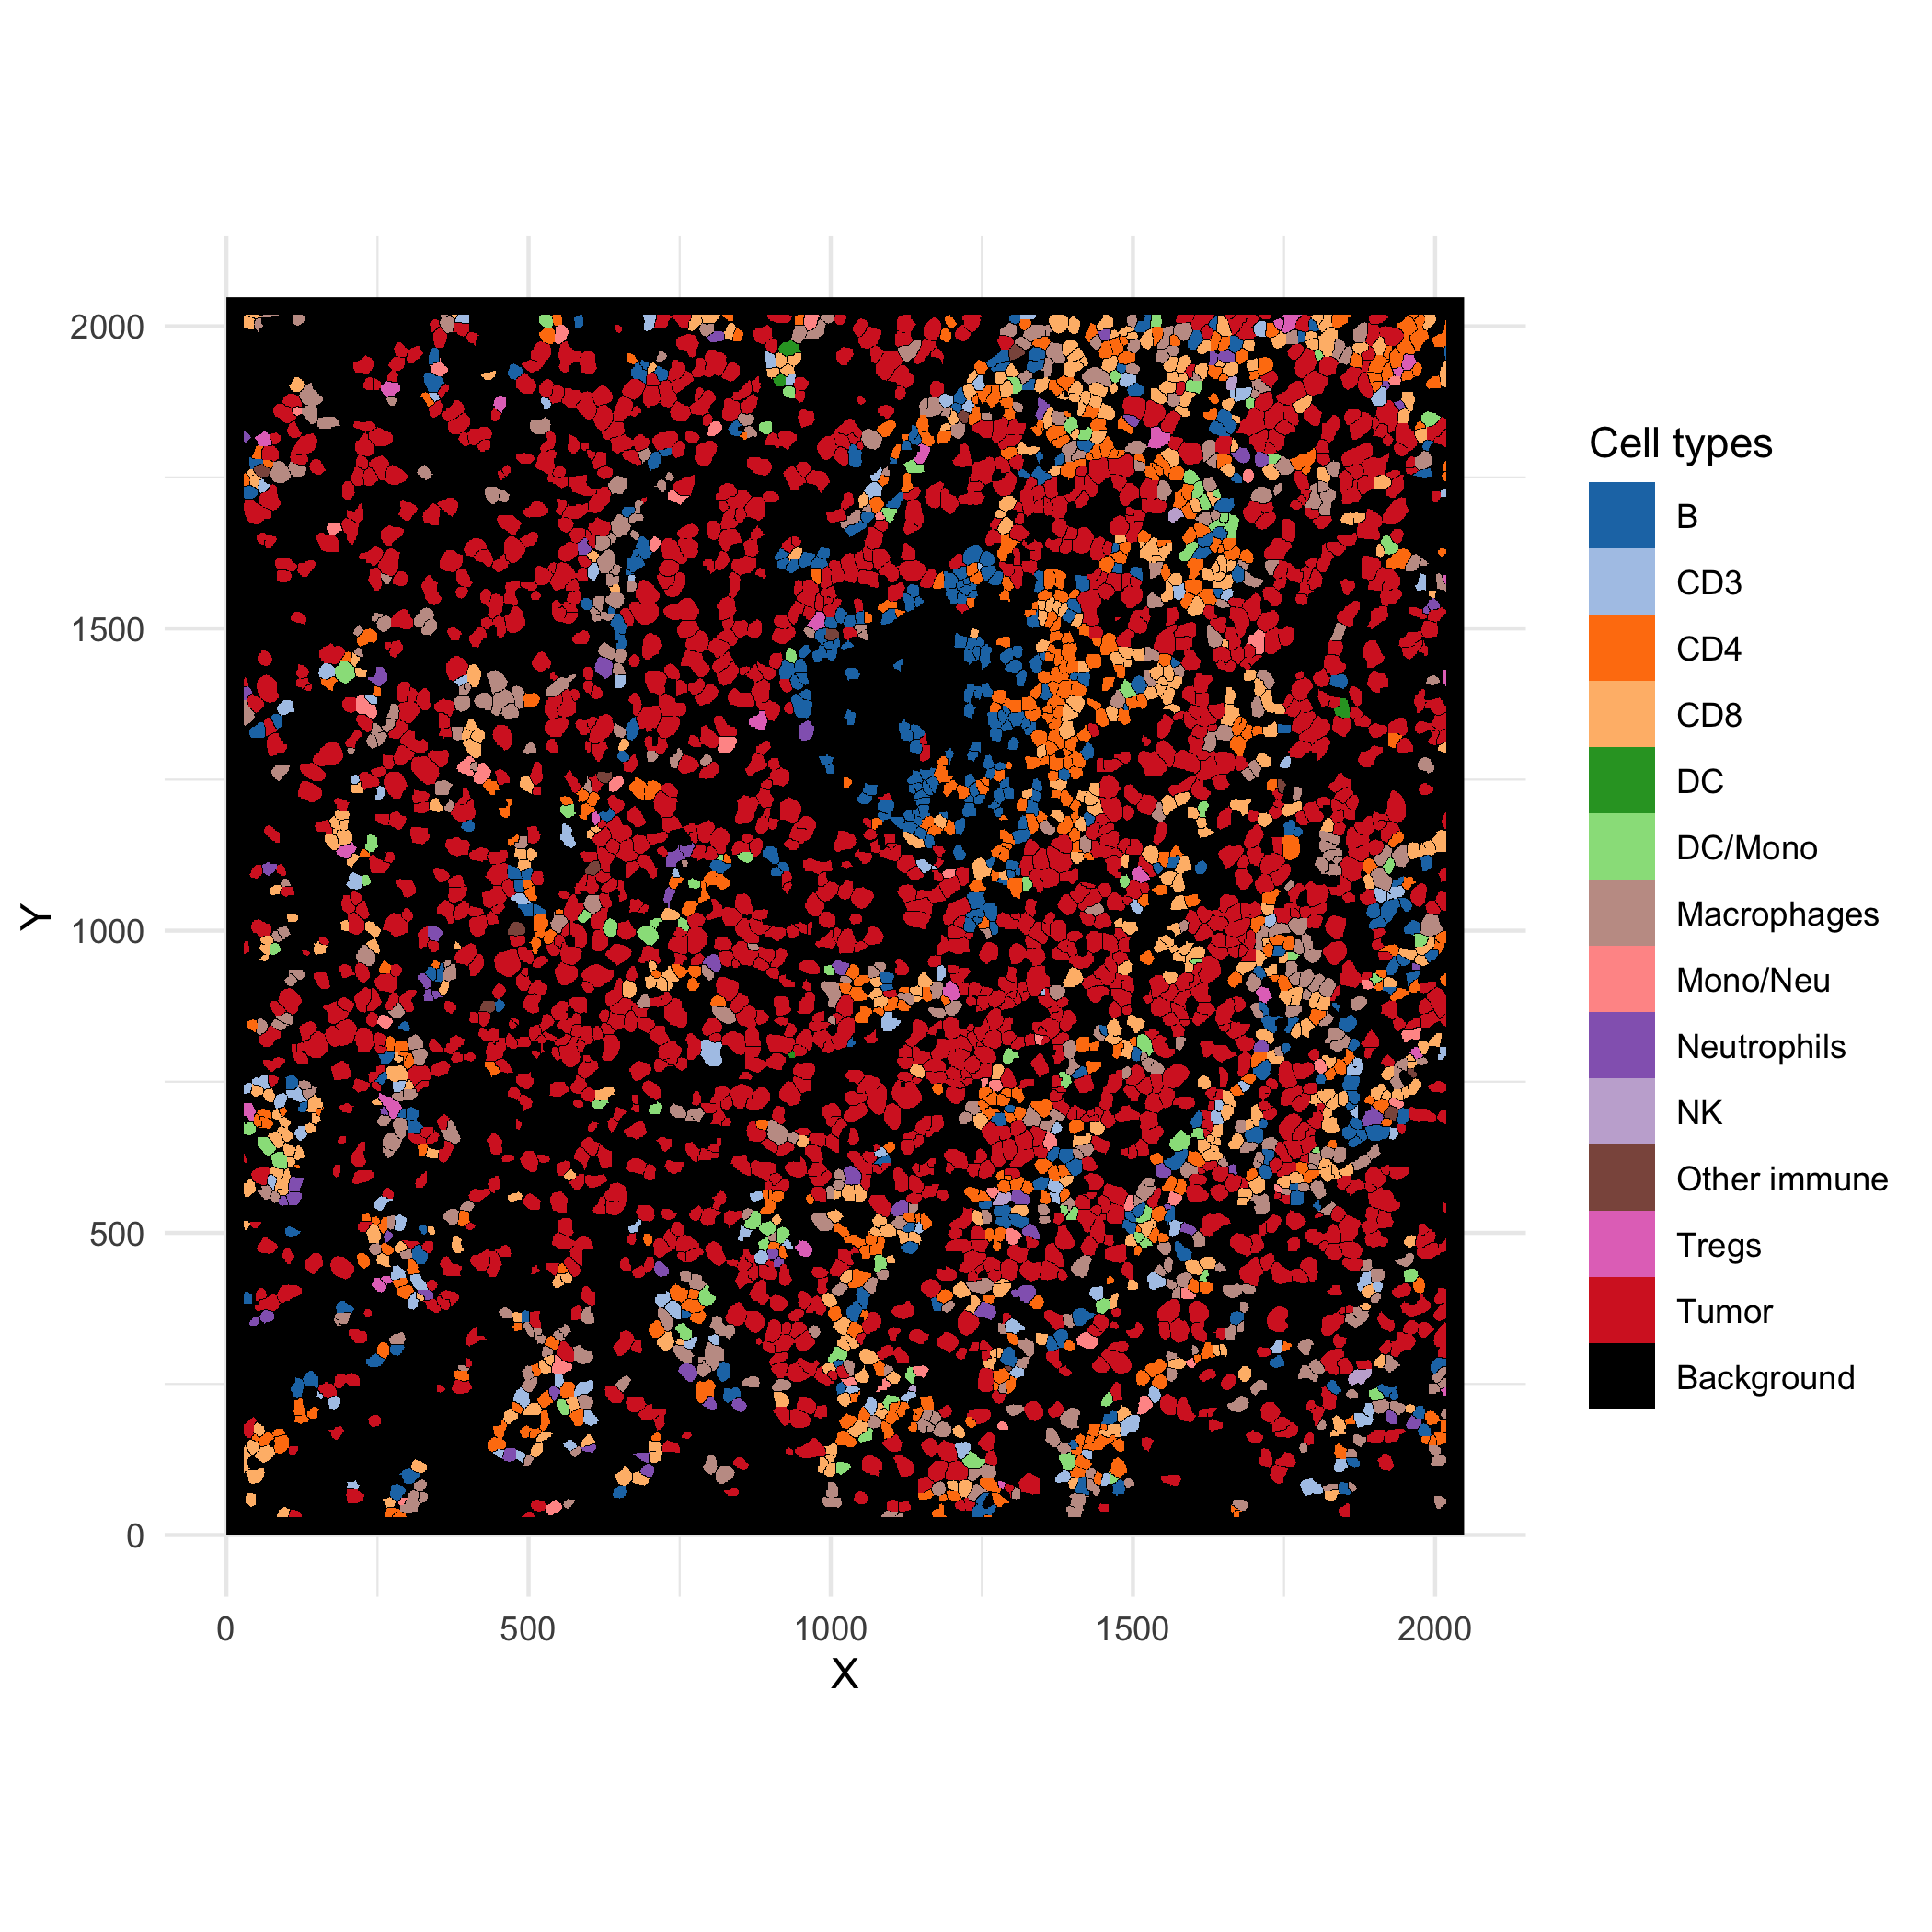 2000
1500
1000
500
0
Y
0 500 1000 1500 2000
X
Cell types
B
CD3
CD4
CD8
DC
DC/Mono
Macrophages
Mono/Neu
Neutrophils
NK
Other immune
Tregs
Tumor
Background